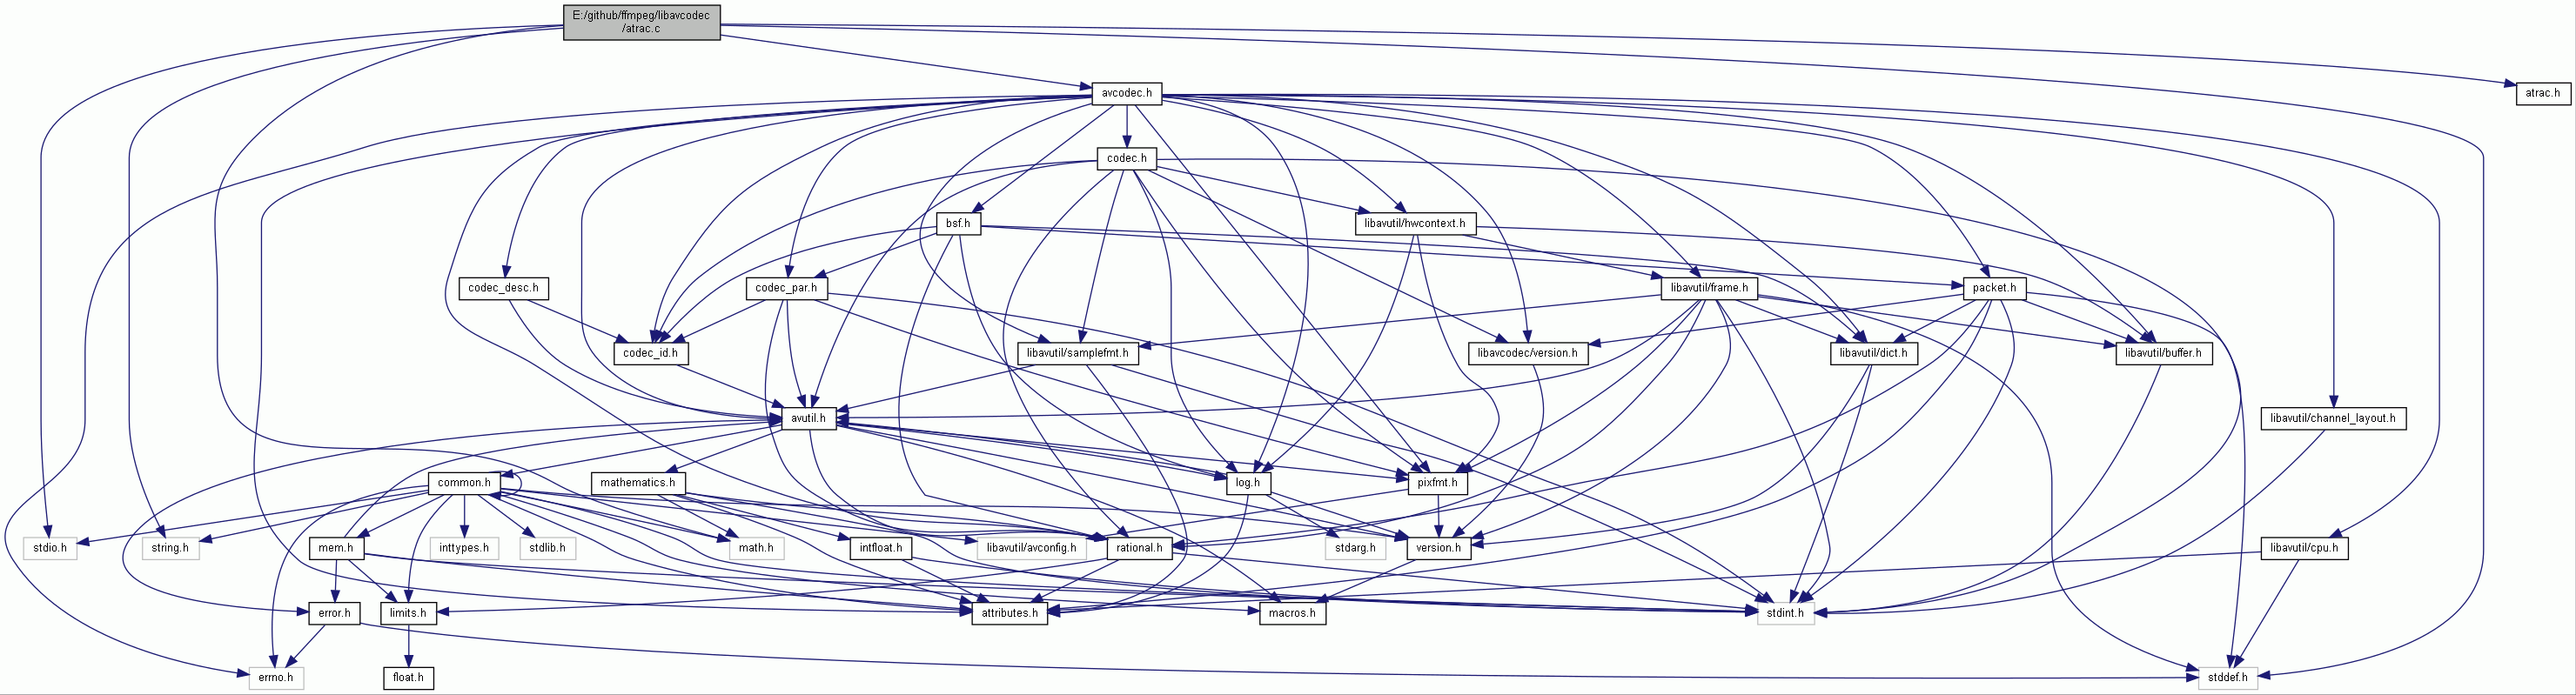 E:/github/ffmpeg/libavcodec
/atrac.c
avcodec.h
atrac.h
codec.h
bsf.h
libavutil/hwcontext.h
codec_desc.h
codec_par.h
libavutil/frame.h
packet.h
codec_id.h
libavutil/samplefmt.h
libavcodec/version.h
libavutil/dict.h
libavutil/buffer.h
avutil.h
libavutil/channel_layout.h
common.h
mathematics.h
log.h
pixfmt.h
stdio.h
string.h
mem.h
inttypes.h
stdlib.h
math.h
intfloat.h
libavutil/avconfig.h
rational.h
stdarg.h
version.h
libavutil/cpu.h
error.h
limits.h
attributes.h
macros.h
stdint.h
errno.h
float.h
stddef.h